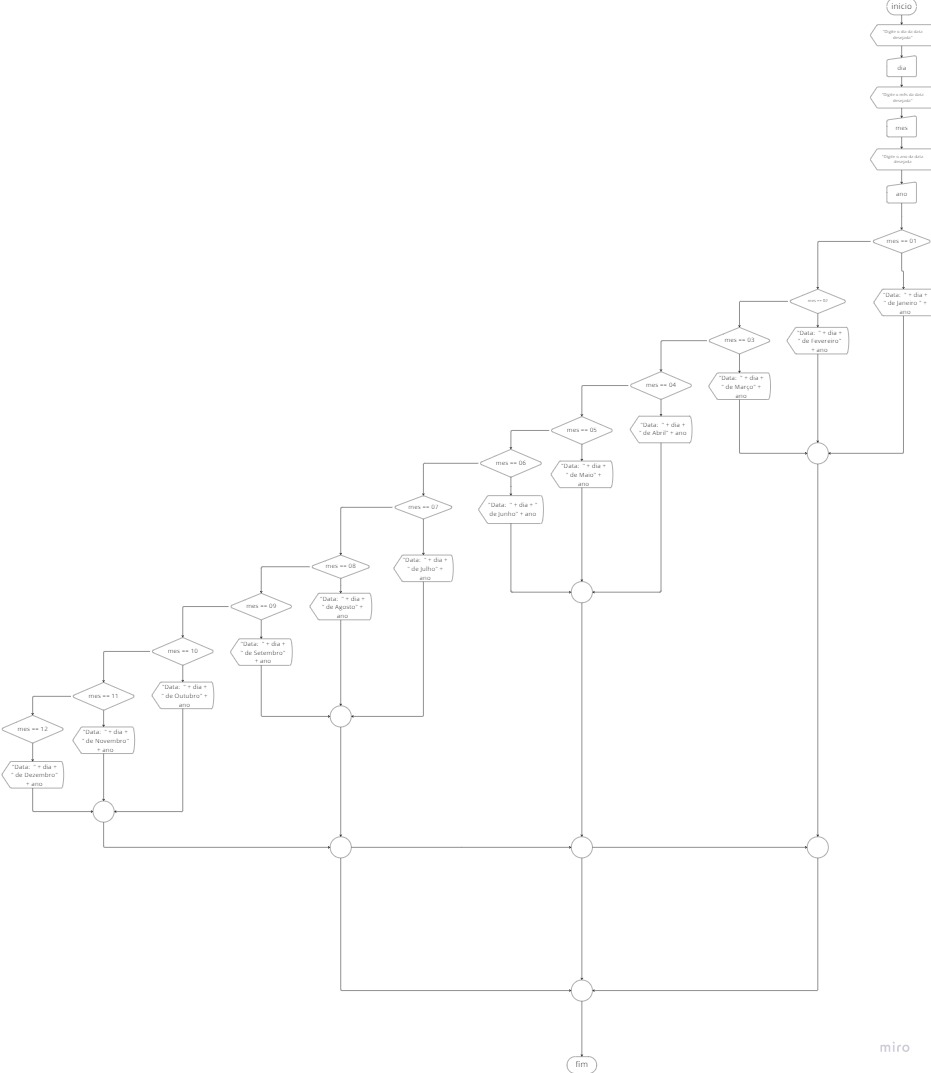 inicio
"Digite o dia da data
desejada"
dia
"Digite o mês da data
desejada"
mes
"Digite o ano da data
desejada
ano
mes == 01
mes == 02
"Data: " + dia +
" de Janeiro " +
ano
mes == 03
"Data: " + dia +
" de Fevereiro"
+ ano
mes == 04
"Data: " + dia +
" de Março" +
ano
mes == 05
"Data: " + dia +
" de Abril" + ano
mes == 06
"Data: " + dia +
" de Maio" +
ano
mes == 07
"Data: " + dia + "
de Junho" + ano
mes == 08
"Data: " + dia +
" de Julho" +
ano
mes == 09
"Data: " + dia +
" de Agosto" +
ano
mes == 10
"Data: " + dia +
" de Setembro"
+ ano
mes == 11
"Data: " + dia +
" de Outubro" +
ano
mes == 12
"Data: " + dia +
" de Novembro"
+ ano
"Data: " + dia +
" de Dezembro"
+ ano
fim
miro